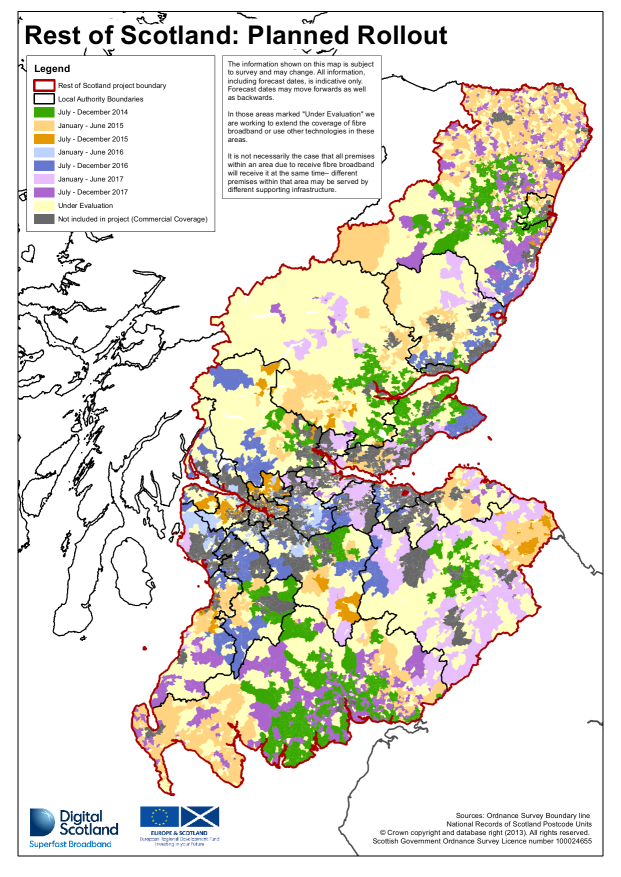 Rest of Scotland: Planned Rollout
Legend
Rest of Scotland project boundary
Local Authority Boundaries
July - December 2014
January - June 2015
July - December 2015
January - June 2016
July - December 2016
January - June 2017
July - December 2017
Under Evaluation
Not included in project (Commercial Coverage)
The information shown on this map is subject
to survey and may change. All information,
including forecast dates, is indicative only.
Forecast dates may move forwards as well
as backwards.
In those areas marked "Under Evaluation" we
are working to extend the coverage of fibre
broadband or use other technologies in these
areas.
It is not necessarily the case that all premises
within an area due to receive fibre broadband
will receive it at the same time– different
premises within that area may be served by
different supporting infrastructure.
Digital
Scotland
Superfast Broadband
EUROPE & SCOTLAND
European Regional Development Fund
Investing in your Future
Sources: Ordnance Survey Boundary line
National Records of Scotland Postcode Units
© Crown copyright and database right (2013). All rights reserved.
Scottish Government Ordnance Survey Licence number 100024655